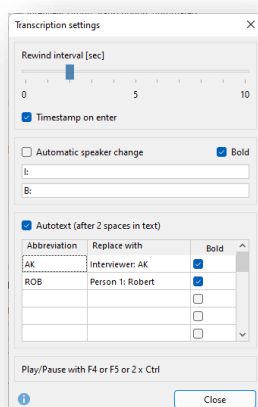 Transcription settings
Rewind interval [sec]
0 5 10
Timestamp on enter
Automatic speaker change Bold
I:
B:
Autotext (after 2 spaces in text)
Abbreviation Replace with Bold
AK Interviewer: AK
ROB Person 1: Robert
Play/Pause with F4 or F5 or 2 x Ctrl
Close